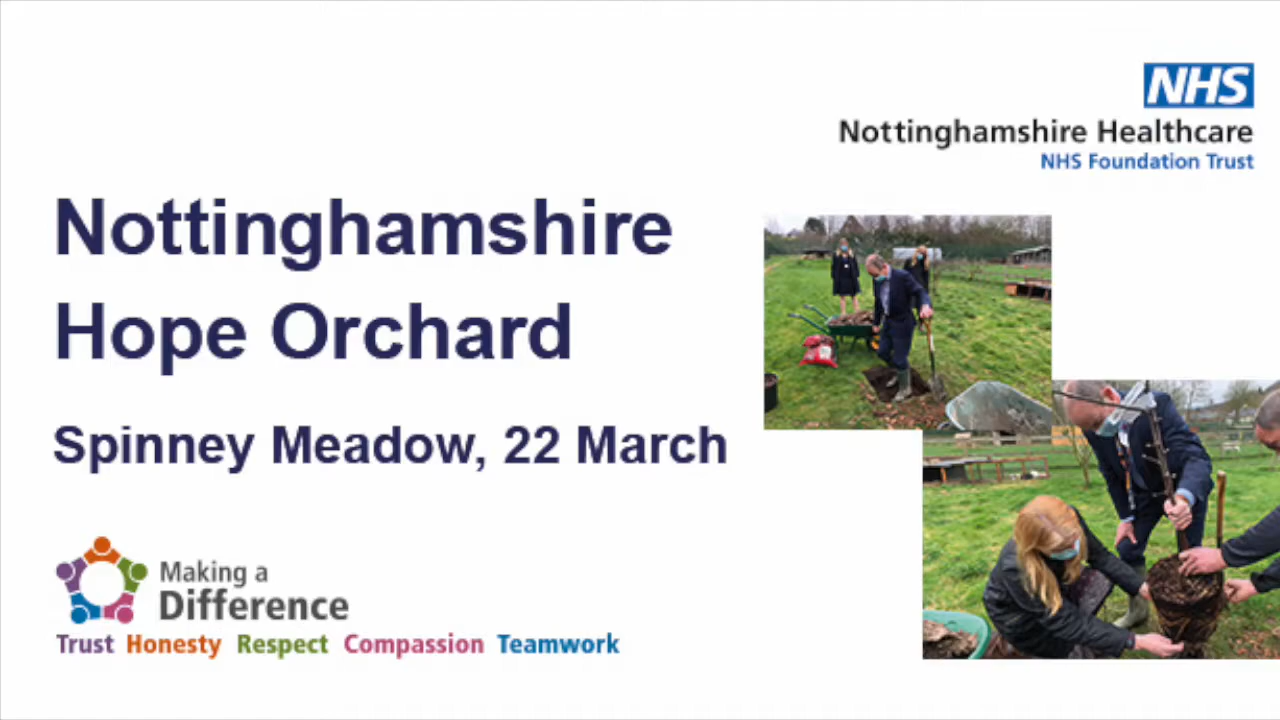 NHS
Nottinghamshire Healthcare
NHS Foundation Trust
Nottinghamshire
Hope Orchard
Spinney Meadow, 22 March
Making a
Difference
Trust Honesty Respect Compassion Teamwork